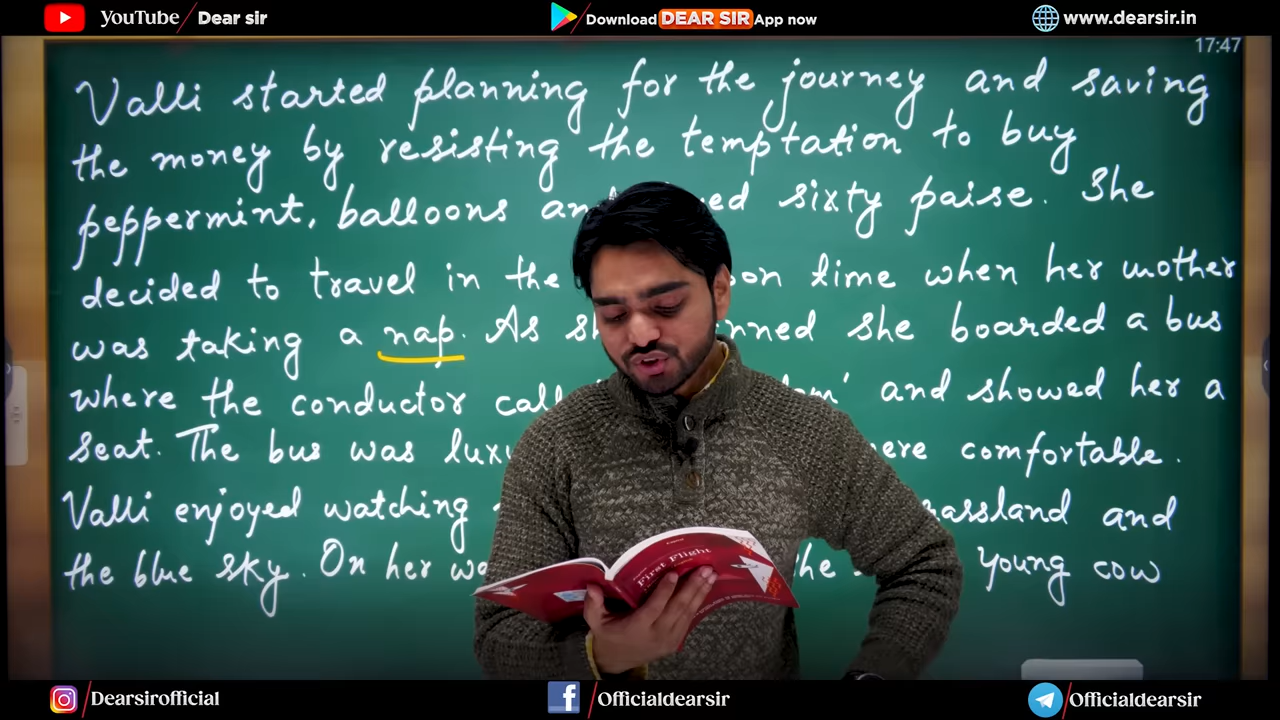 YouTube / Dear sir
Download DEAR SIR App now
www.dearsir.in
17:47
Valli started planning for the journey and saving
the money by resisting the temptation to buy
peppermint, balloons sixty paise. She
decided to travel in the time when her mother
was taking a nap. As she boarded a bus
where the conductor and showed her a
seat. The bus was comfortable.
Valli enjoyed watching and
the blue sky. On her young cow
First Flight
Dearsirofficial
/Officialdearsir
/Officialdearsir